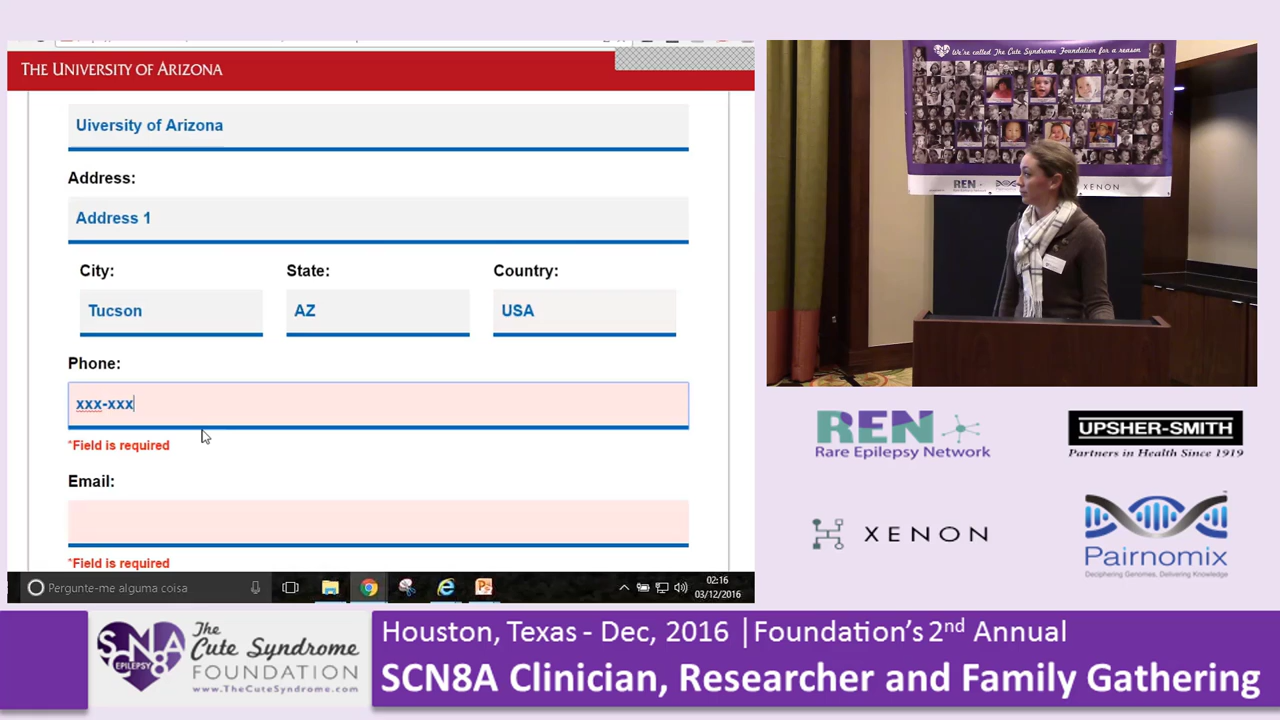 THE UNIVERSITY OF ARIZONA
Uiversity of Arizona
Address:
Address 1
City: State: Country:
Tucson AZ USA
Phone:
xxx-xxx
*Field is required
Email:
*Field is required
Pergunte-me alguma coisa
02:16
03/12/2016
We're called The Cute Syndrome Foundation for a reason
REN
XENON
REN
Rare Epilepsy Network
UPSHER-SMITH
Partners in Health Since 1919
XENON
Pairnomix
Deciphering Genomes, Delivering Knowledge
SCN8A
EPILEPSY
The
Cute Syndrome
FOUNDATION
www.TheCuteSyndrome.com
Houston, Texas - Dec, 2016 | Foundation's 2nd Annual
SCN8A Clinician, Researcher and Family Gathering